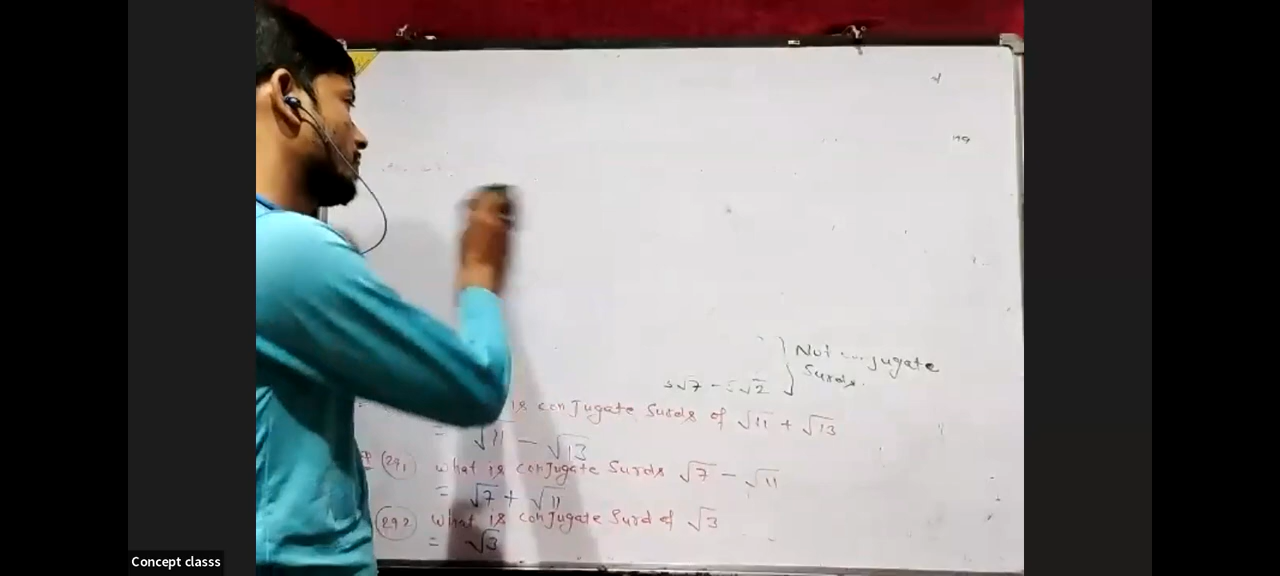 Not conjugate
Surds.
5√7 - 5√2
is conjugate Surds of √11 + √13
= √11 - √13
(291) what is conjugate Surds √7 - √11
= √7 + √11
(292) What is conjugate Surd of √3
= √3
Concept classs